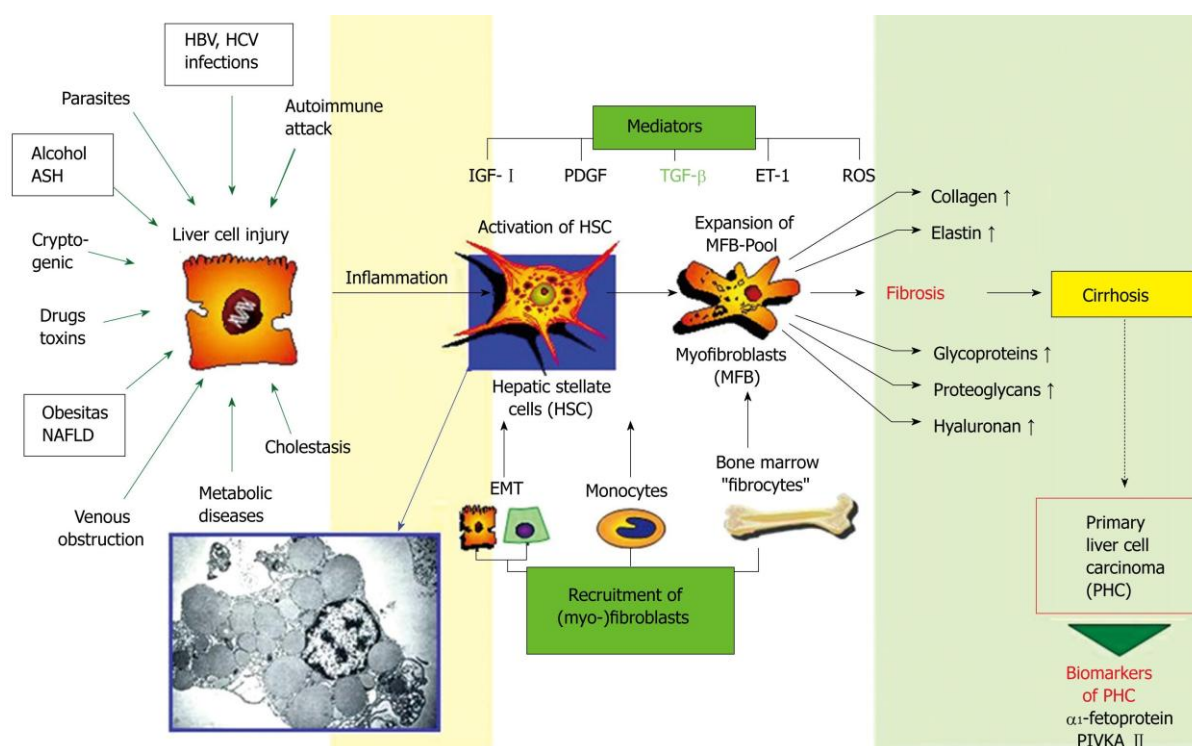 HBV, HCV
infections
Parasites
Autoimmune
attack
Alcohol
ASH
Liver cell injury
Crypto-
genic
Drugs
toxins
Obesitas
NAFLD
Cholestasis
Venous
obstruction
Metabolic
diseases
Inflammation
Mediators
IGF- I
PDGF
TGF-β
ET-1
ROS
Activation of HSC
Hepatic stellate
cells (HSC)
Expansion of
MFB-Pool
Myofibroblasts
(MFB)
EMT
Monocytes
Bone marrow
"fibrocytes"
Recruitment of
(myo-)fibroblasts
Collagen ↑
Elastin ↑
Fibrosis
Glycoproteins ↑
Proteoglycans ↑
Hyaluronan ↑
Cirrhosis
Primary
liver cell
carcinoma
(PHC)
Biomarkers
of PHC
α1-fetoprotein
PIVKA II